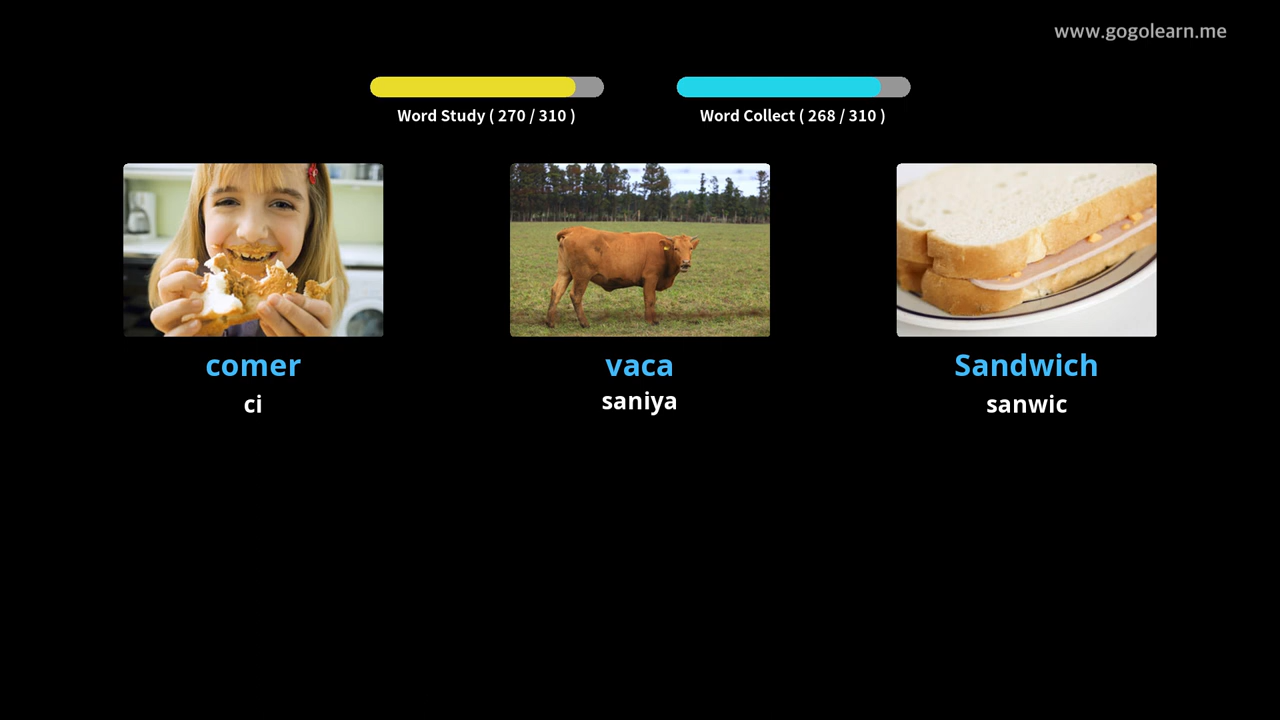 www.gogolearn.me
Word Study ( 270 / 310 )
Word Collect ( 268 / 310 )
comer
vaca
Sandwich
ci
saniya
sanwic